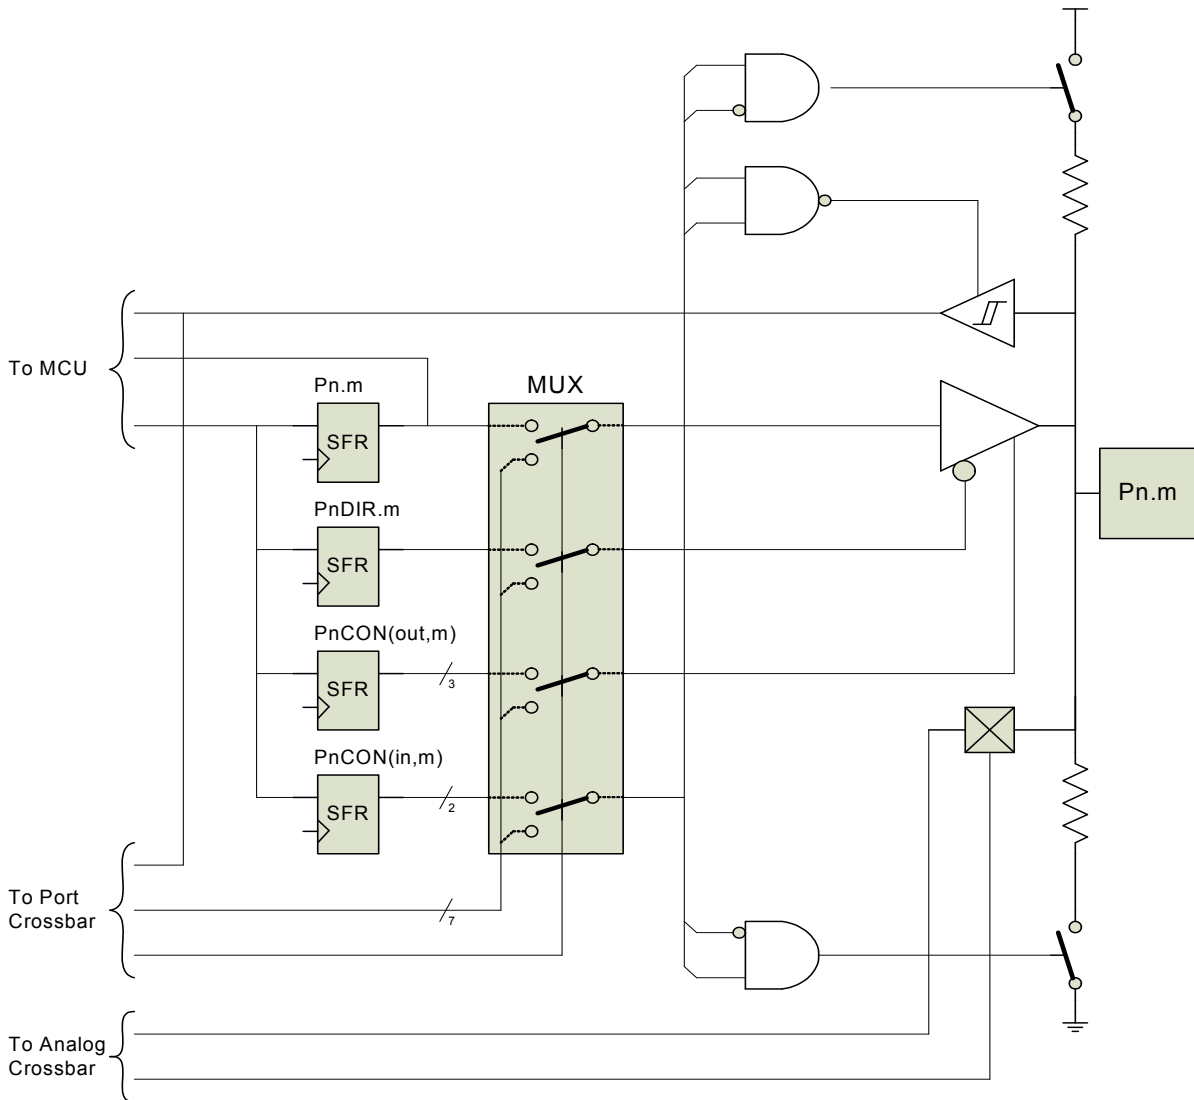 To MCU
Pn.m
SFR
MUX
PnDIR.m
SFR
PnCON(out,m)
SFR
3
PnCON(in,m)
SFR
2
Pn.m
To Port
Crossbar
7
To Analog
Crossbar